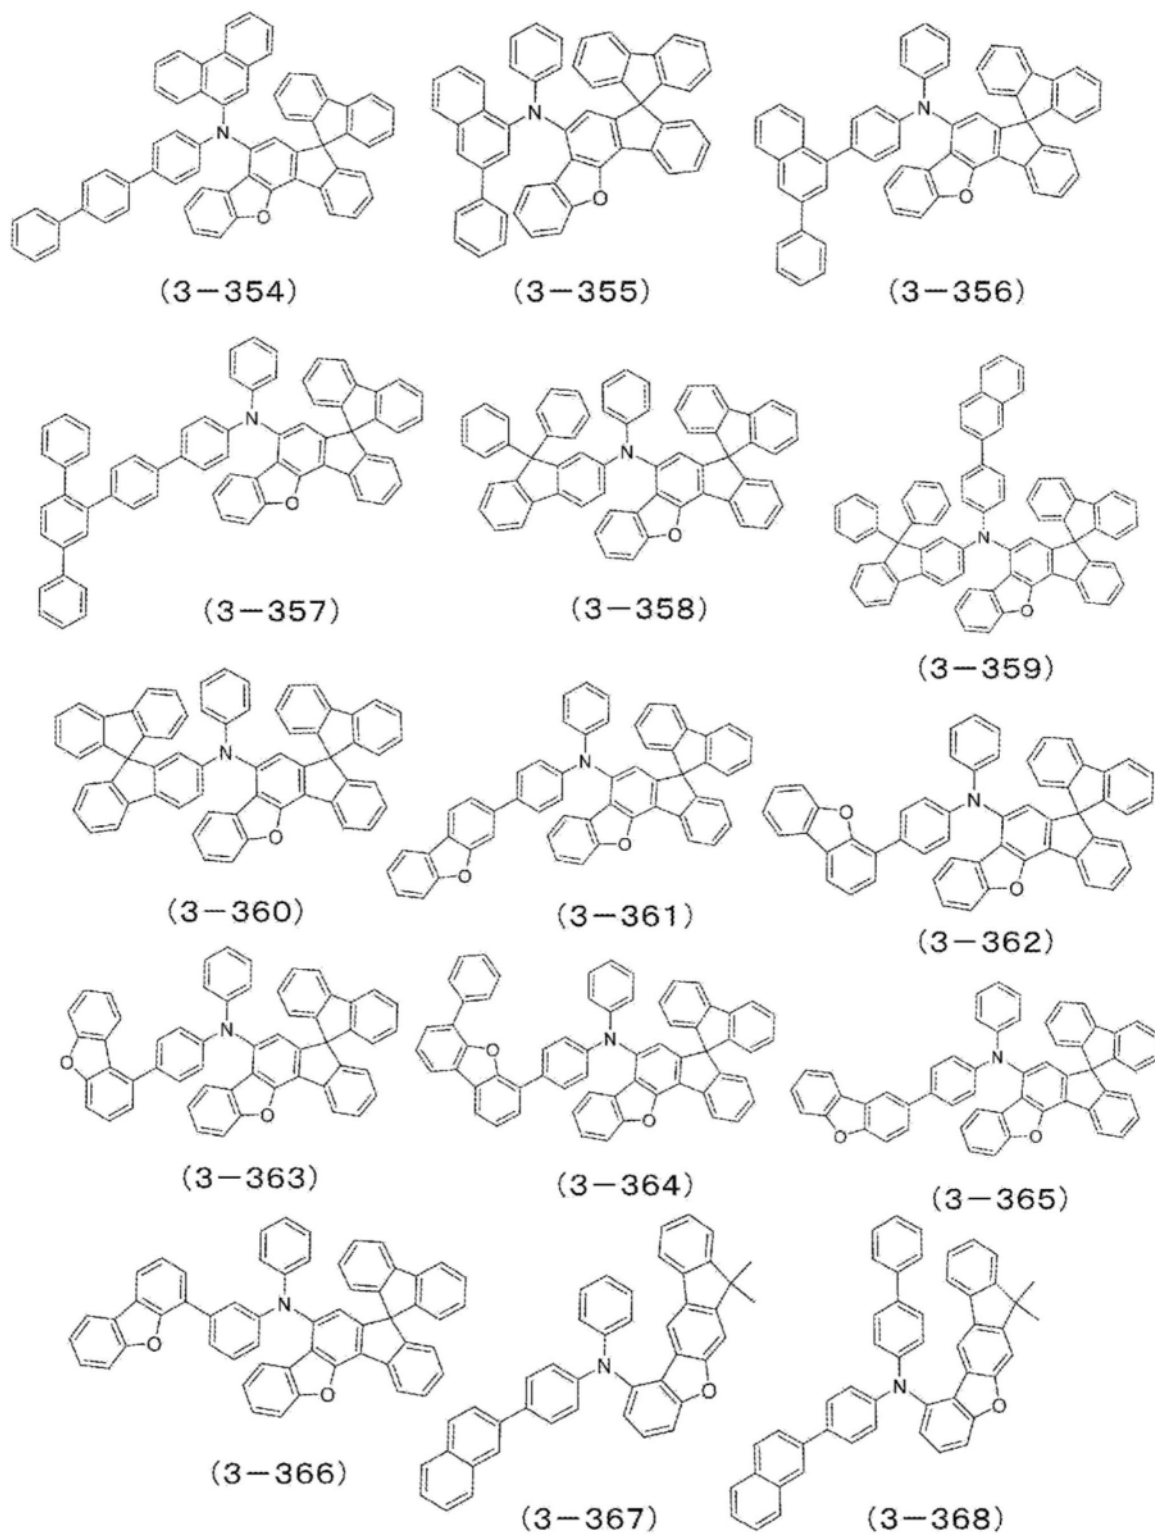 N
O
(3-354)
N
O
(3-355)
N
O
(3-356)
N
O
(3-357)
N
O
(3-358)
N
O
(3-359)
N
O
(3-360)
N
O
O
(3-361)
O
N
O
(3-362)
O
N
O
(3-363)
O
N
O
(3-364)
O
N
O
(3-365)
O
N
O
(3-366)
N
O
(3-367)
N
O
(3-368)